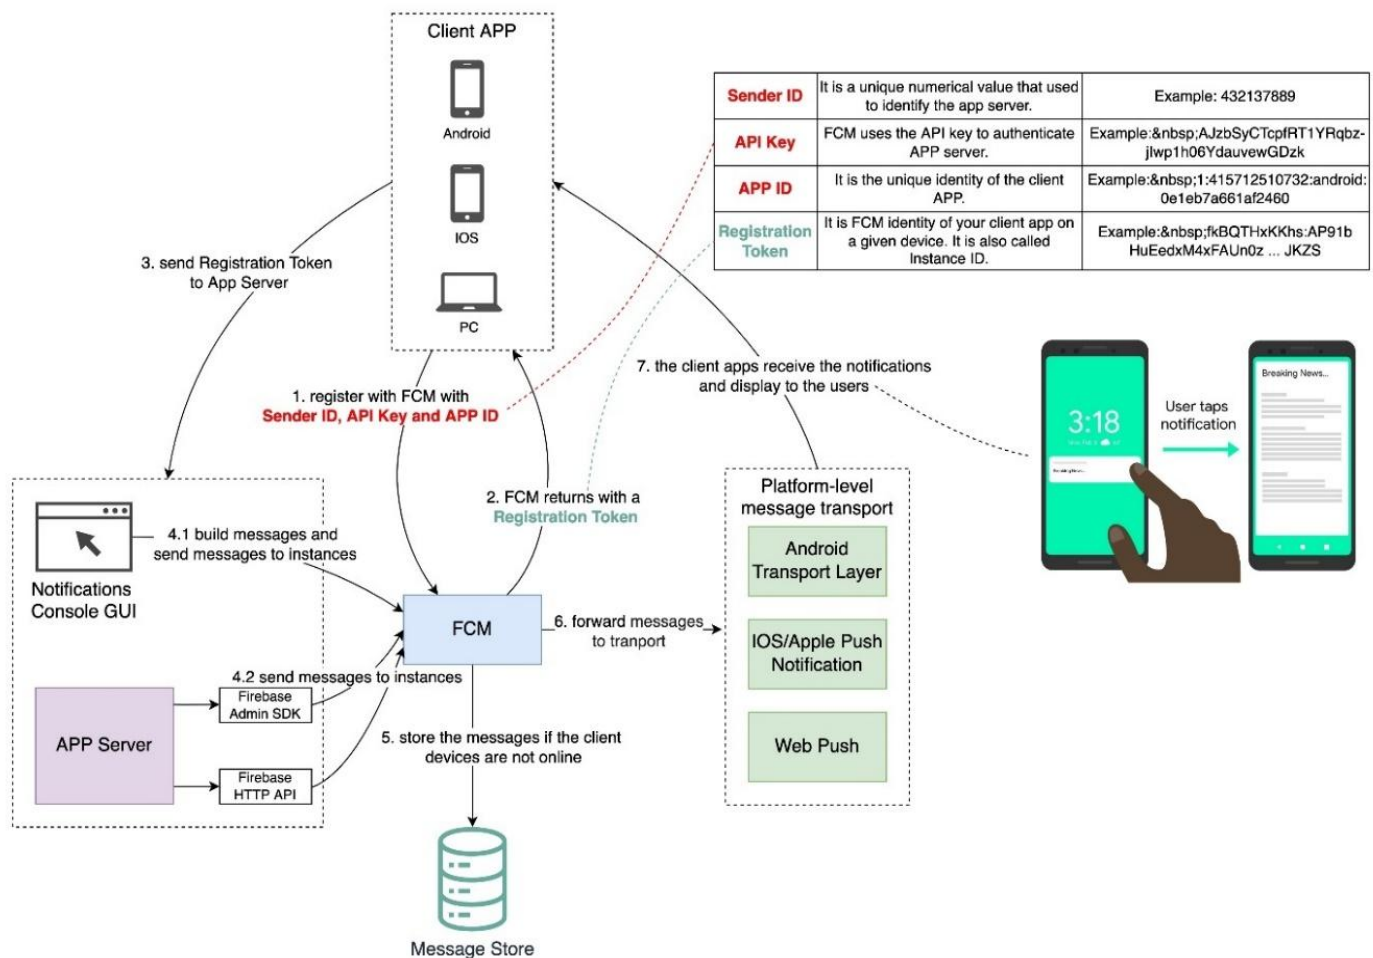 Client APP
Android
IOS
PC
Sender ID
It is a unique numerical value that used
to identify the app server.
Example: 432137889
API Key
FCM uses the API key to authenticate
APP server.
Example:&nbsp;AJzbSyCTcpfRT1YRqbz-
jIwp1h06YdauvewGDzk
APP ID
It is the unique identity of the client
APP.
Example:&nbsp;1:415712510732:android:
0e1eb7a661af2460
Registration
Token
It is FCM identity of your client app on
a given device. It is also called
Instance ID.
Example:&nbsp;fkBQTHxKKhs:AP91b
HuEedxM4xFAUn0z ... JKZS
3. send Registration Token
to App Server
1. register with FCM with
Sender ID, API Key and APP ID
2. FCM returns with a
Registration Token
7. the client apps receive the notifications
and display to the users
3:18
Breaking News...
User taps
notification
Breaking News...
Notifications
Console GUI
4.1 build messages and
send messages to instances
FCM
4.2 send messages to instances
APP Server
Firebase
Admin SDK
Firebase
HTTP API
5. store the messages if the client
devices are not online
Message Store
6. forward messages
to tranport
Platform-level
message transport
Android
Transport Layer
IOS/Apple Push
Notification
Web Push